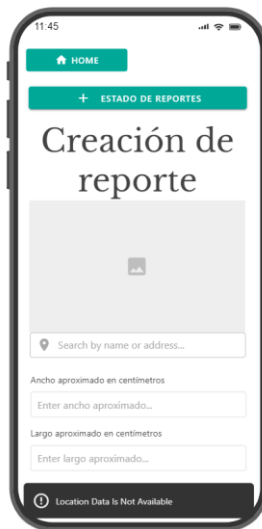 11:45
HOME
+ ESTADO DE REPORTES
Creación de
reporte
Search by name or address...
Ancho aproximado en centímetros
Enter ancho aproximado...
Largo aproximado en centímetros
Enter largo aproximado...
Location Data Is Not Available